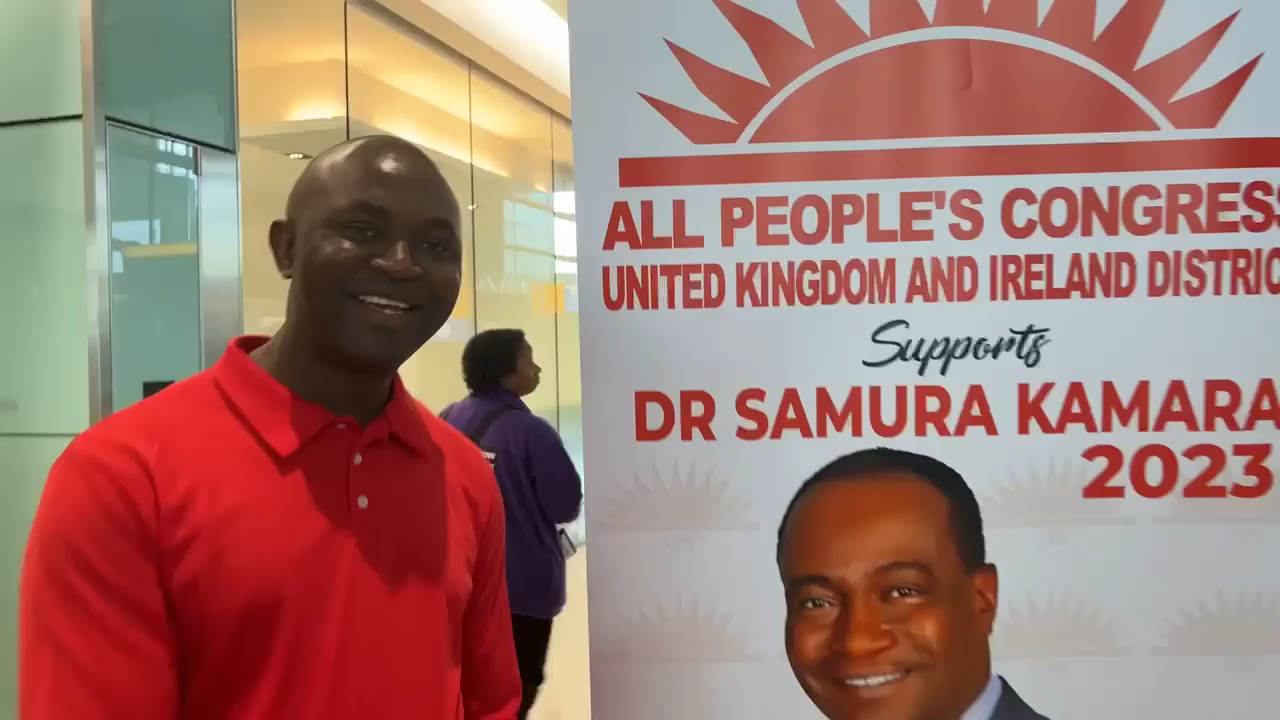 ALL PEOPLE'S CONGRES
UNITED KINGDOM AND IRELAND DISTRIC
Supports
DR SAMURA KAMARA
2023